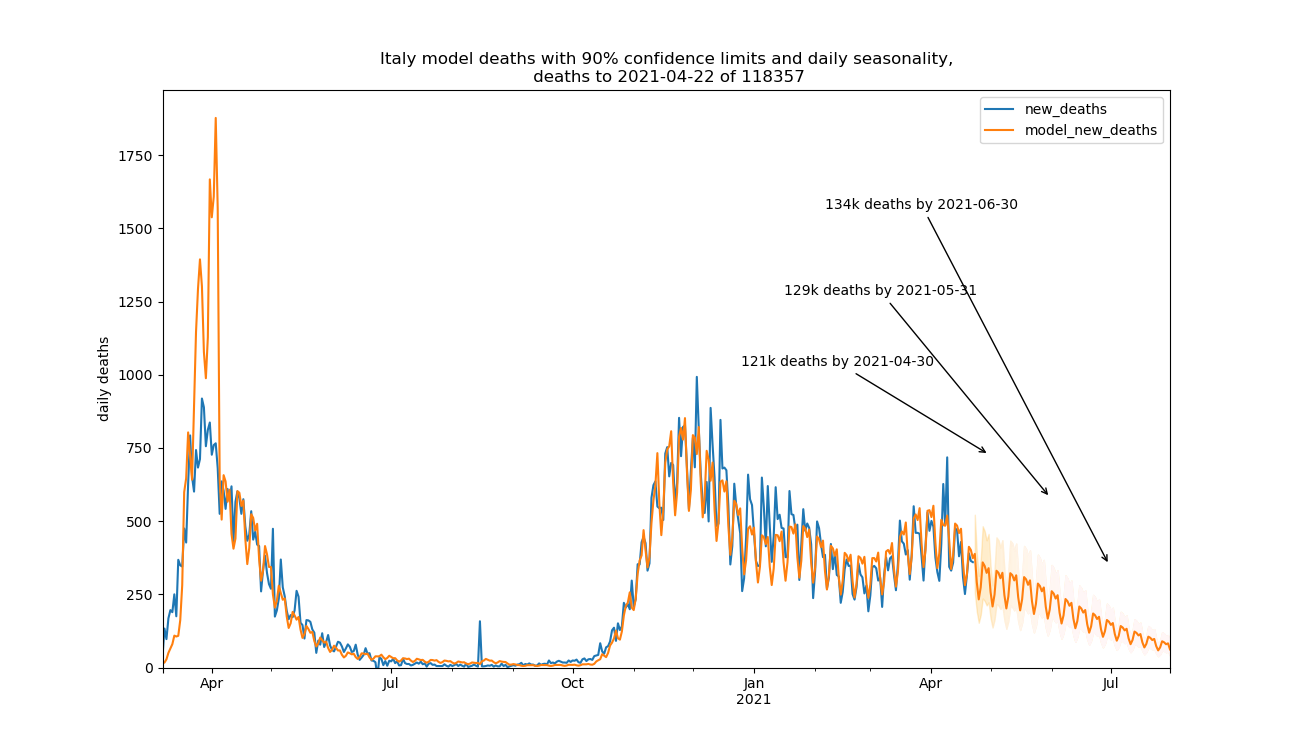 Italy model deaths with 90% confidence limits and daily seasonality,
deaths to 2021-04-22 of 118357
new_deaths
model_new_deaths
1750
1500
1250
1000
750
500
250
0
daily deaths
134k deaths by 2021-06-30
129k deaths by 2021-05-31
121k deaths by 2021-04-30
Apr
Jul
Oct
Jan
2021
Apr
Jul